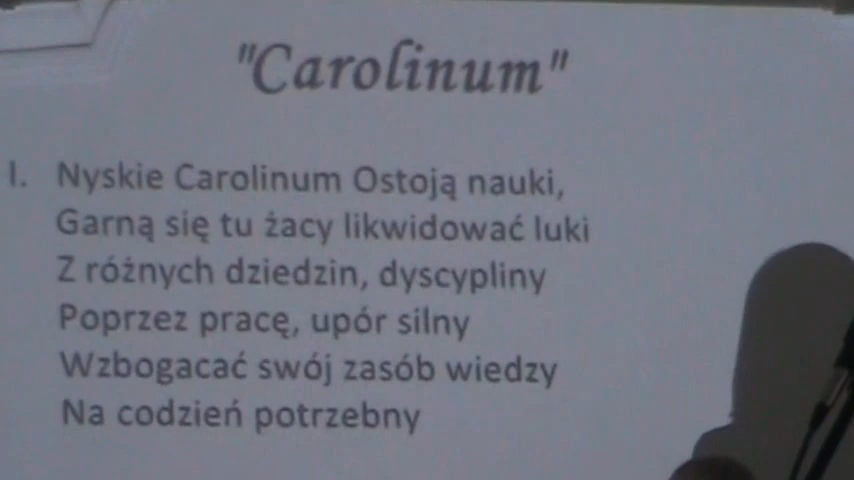 "Carolinum"
I. Nyskie Carolinum Ostoją nauki,
Garną się tu żacy likwidować luki
Z różnych dziedzin, dyscypliny
Poprzez pracę, upór silny
Wzbogacać swój zasób wiedzy
Na codzień potrzebny